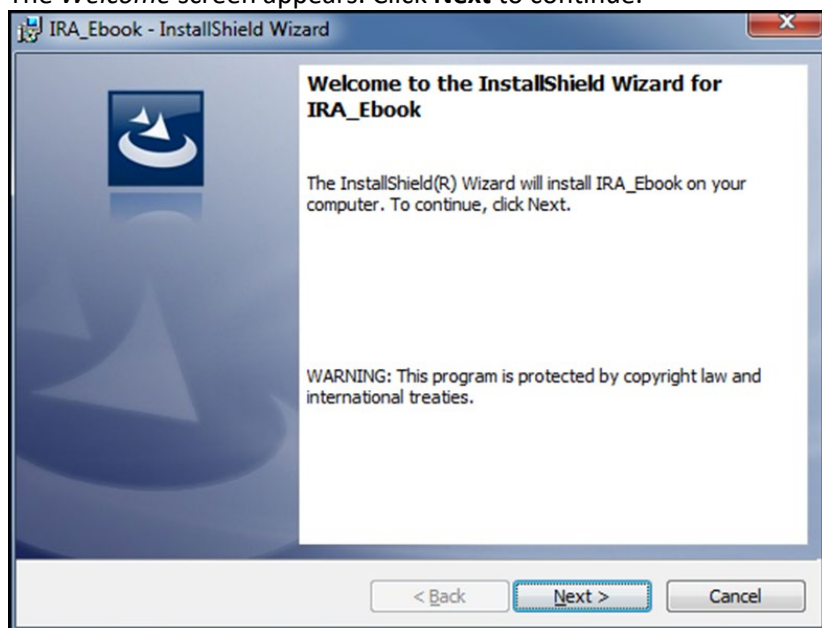 The Welcome screen appears. Click Next to continue.
IRA_Ebook - InstallShield Wizard
Welcome to the InstallShield Wizard for
IRA_Ebook
The InstallShield(R) Wizard will install IRA_Ebook on your
computer. To continue, click Next.
WARNING: This program is protected by copyright law and
international treaties.
< Back Next > Cancel